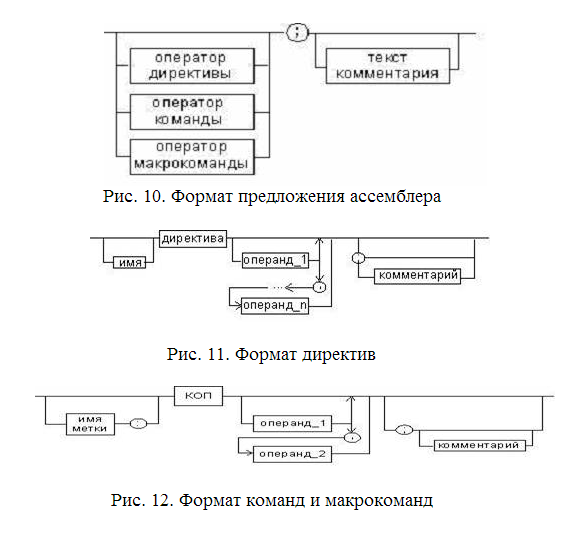 ;
оператор
директивы
текст
комментария
оператор
команды
оператор
макрокоманды
Рис. 10. Формат предложения ассемблера
директива
имя
операнд_1
;
комментарий
... ,
операнд_n
Рис. 11. Формат директив
КОП
имя
метки
:
операнд_1
;
,
комментарий
операнд_2
Рис. 12. Формат команд и макрокоманд